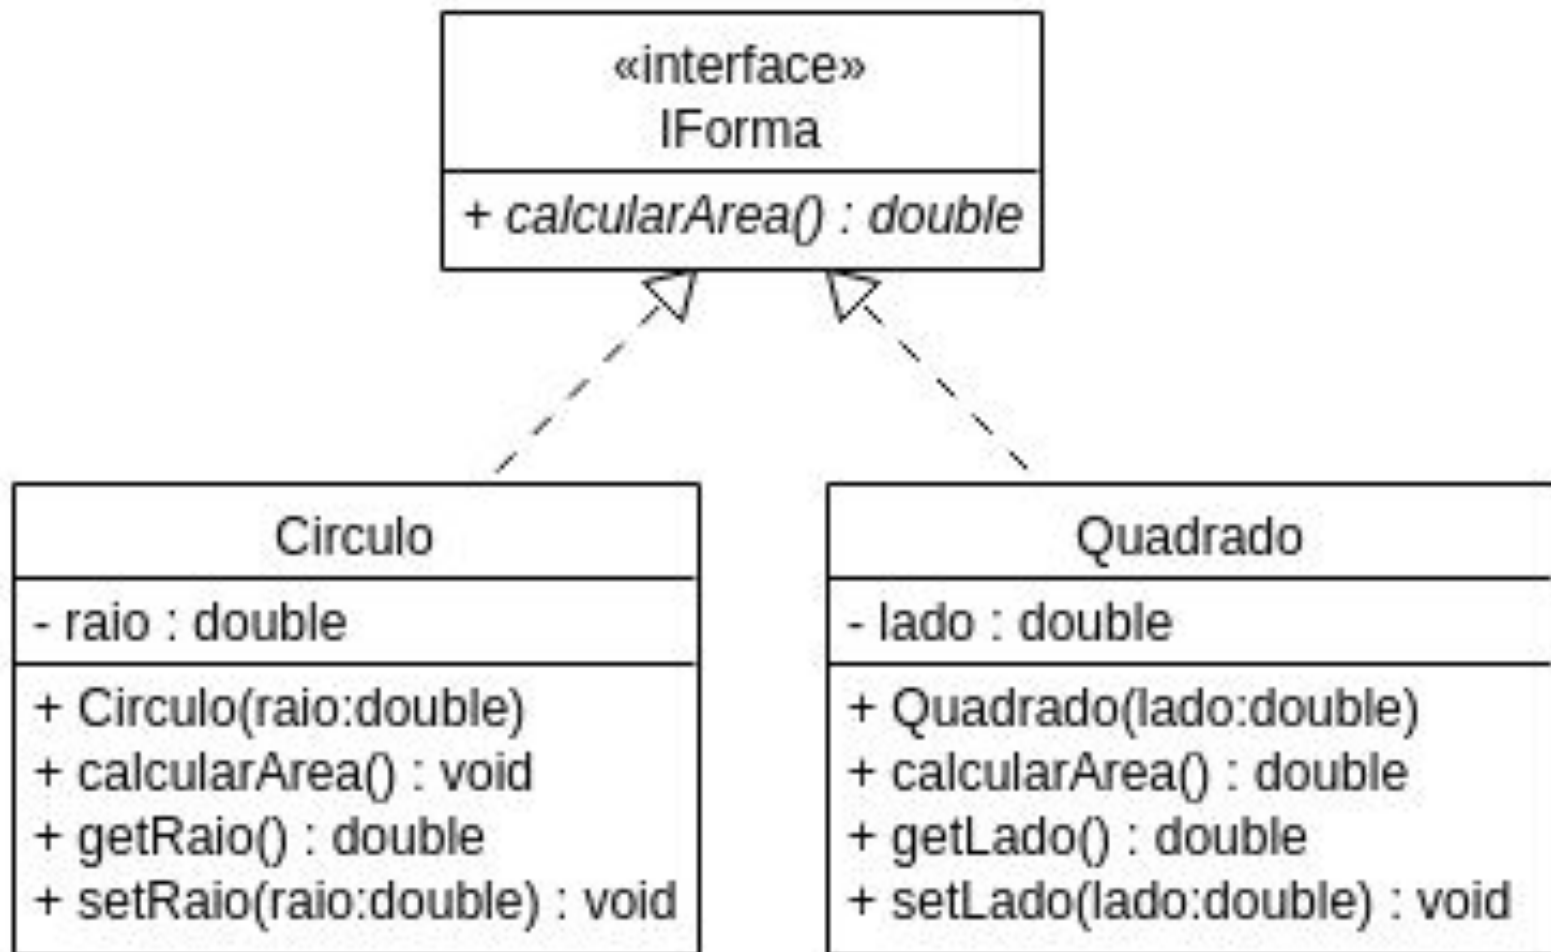 «interface»
IForma
+ calcularArea() : double
Circulo
- raio : double
+ Circulo(raio:double)
+ calcularArea() : void
+ getRaio() : double
+ setRaio(raio:double) : void
Quadrado
- lado : double
+ Quadrado(lado:double)
+ calcularArea() : double
+ getLado() : double
+ setLado(lado:double) : void